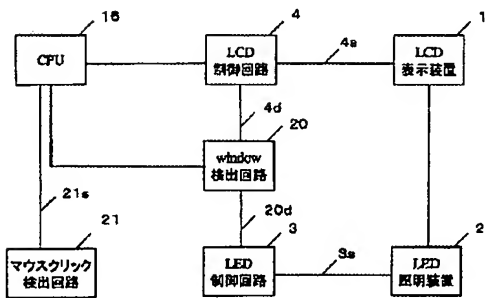 16
CPU
4
LCD
制御回路
4a
1
LCD
表示装置
4d
20
window
検出回路
21s
21
マウスクリック
検出回路
20d
3
LED
制御回路
3a
2
LED
照明装置